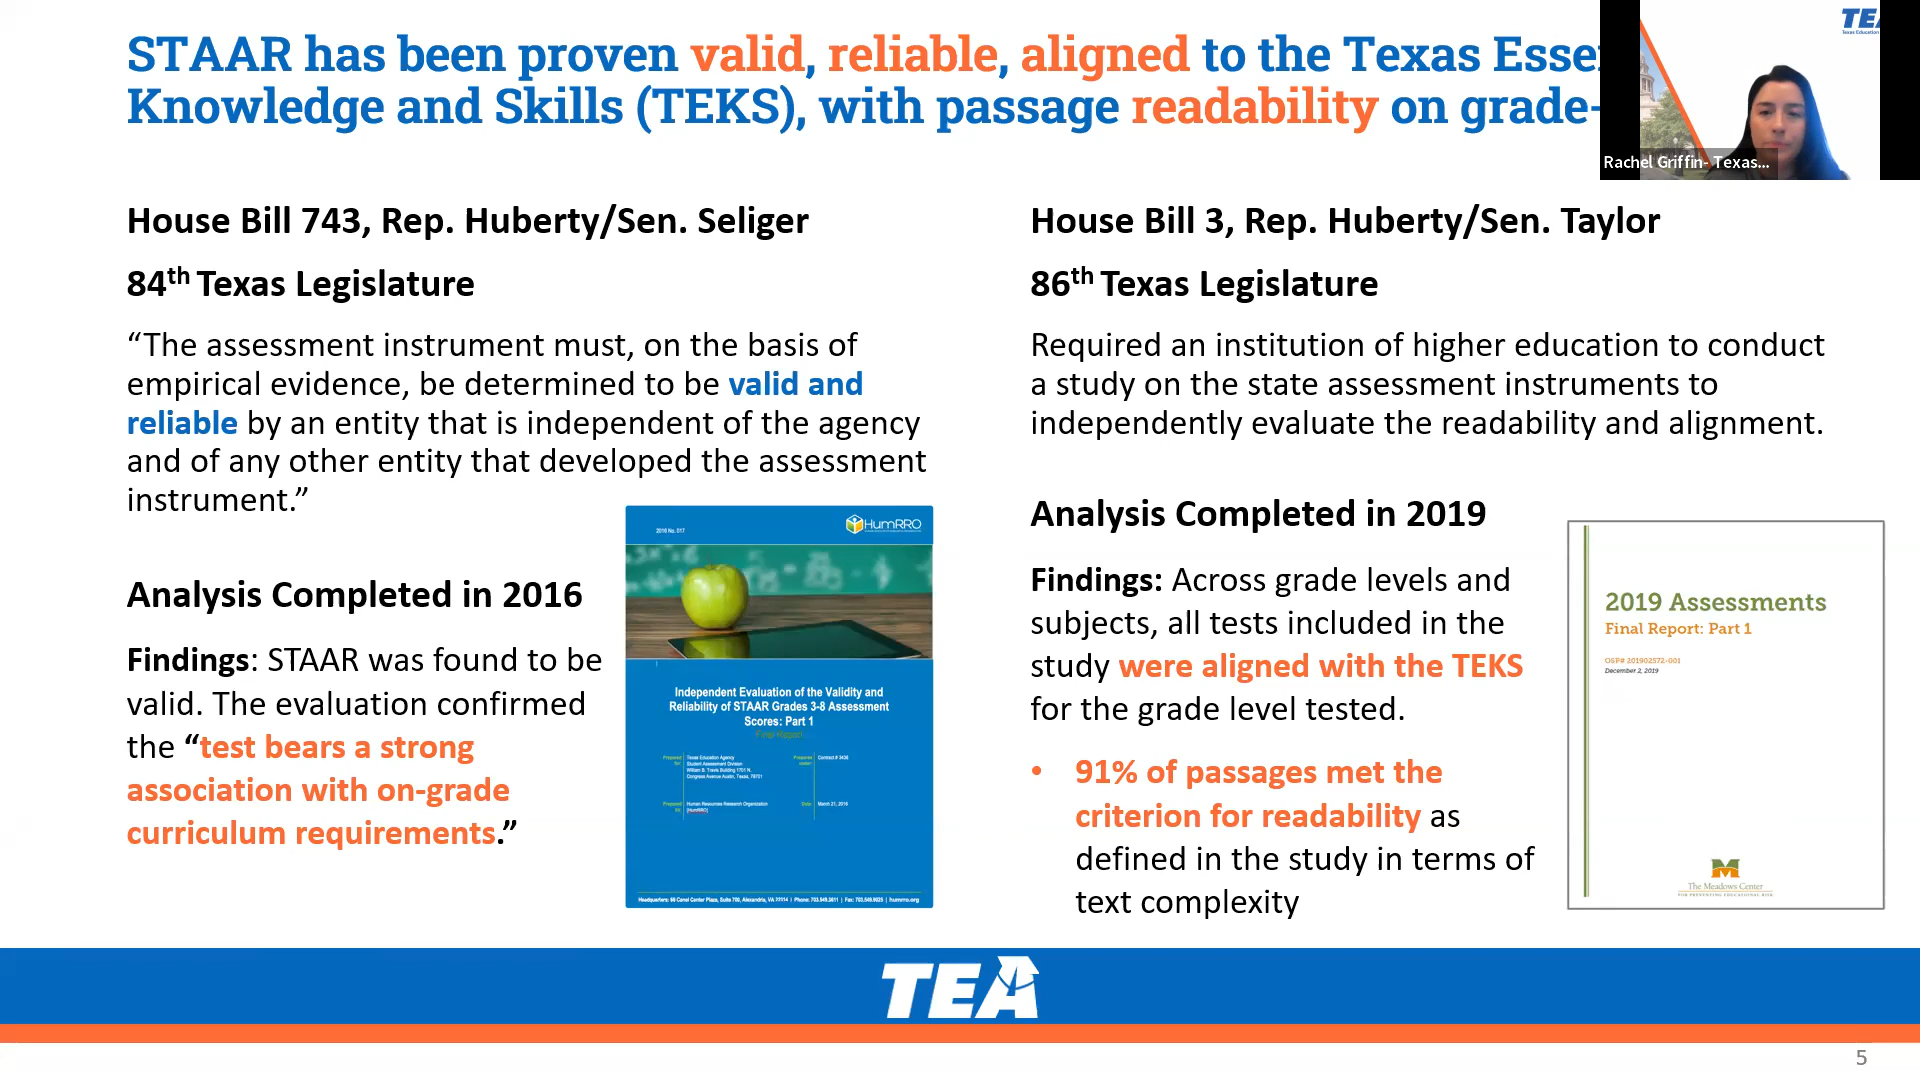 STAAR has been proven valid, reliable, aligned to the Texas
Knowledge and Skills (TEKS), with passage readability on grade-
TEA
Texas Education
Rachel Griffin- Texas...
House Bill 743, Rep. Huberty/Sen. Seliger
84th Texas Legislature
“The assessment instrument must, on the basis of
empirical evidence, be determined to be valid and
reliable by an entity that is independent of the agency
and of any other entity that developed the assessment
instrument.”
Analysis Completed in 2016
Findings: STAAR was found to be
valid. The evaluation confirmed
the “test bears a strong
association with on-grade
curriculum requirements.”
2016 No. 017
HumRRO
Independent Evaluation of the Validity and
Reliability of STAAR Grades 3-8 Assessment
Scores: Part 1
Final Report
Prepared for:
Texas Education Agency
Student Assessment Division
William B. Travis Building 1701 N.
Congress Avenue Austin, Texas, 78701
Prepared under:
Contract # 3436
Prepared by:
Human Resources Research Organization
(HumRRO)
Date:
March 21, 2016
Headquarters: 66 Canal Center Plaza, Suite 700, Alexandria, VA 22314 | Phone: 703.549.3611 | Fax: 703.549.9025 | humrro.org
House Bill 3, Rep. Huberty/Sen. Taylor
86th Texas Legislature
Required an institution of higher education to conduct
a study on the state assessment instruments to
independently evaluate the readability and alignment.
Analysis Completed in 2019
Findings: Across grade levels and
subjects, all tests included in the
study were aligned with the TEKS
for the grade level tested.
• 91% of passages met the
criterion for readability as
defined in the study in terms of
text complexity
2019 Assessments
Final Report: Part 1
OSP# 201902572-001
December 2, 2019
The Meadows Center
FOR PREVENTING EDUCATIONAL RISK
TEA
5